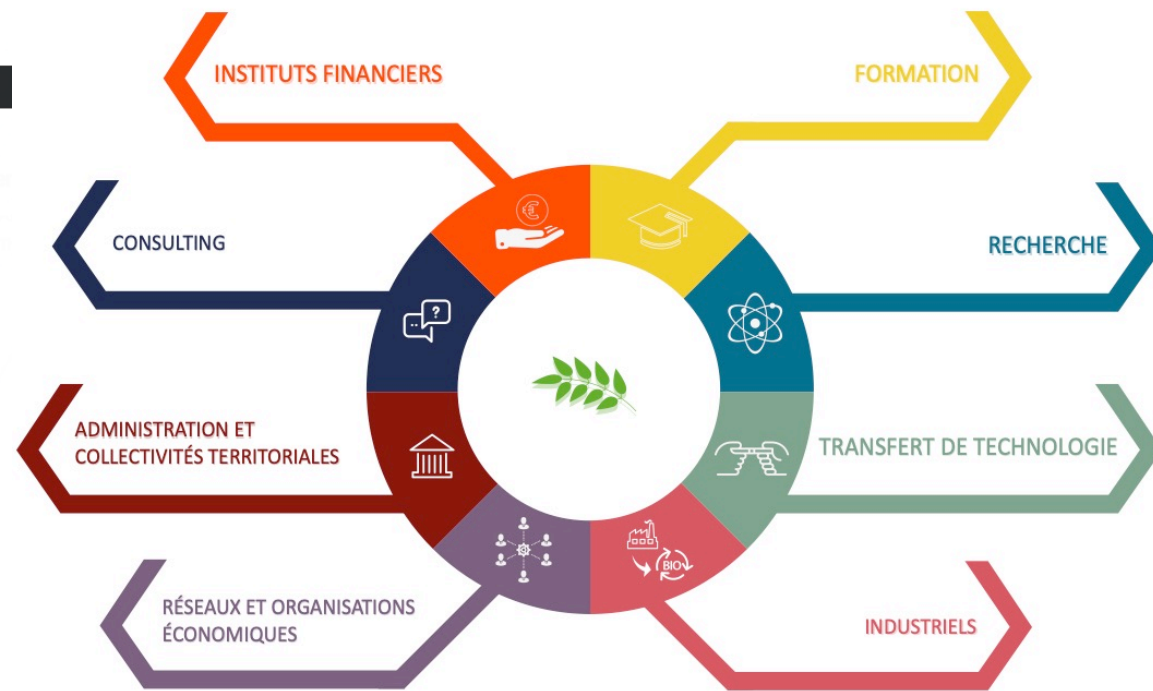 INSTITUTS FINANCIERS
FORMATION
CONSULTING
RECHERCHE
ADMINISTRATION ET
COLLECTIVITÉS TERRITORIALES
TRANSFERT DE TECHNOLOGIE
RÉSEAUX ET ORGANISATIONS
ÉCONOMIQUES
INDUSTRIELS
€
?
BIO